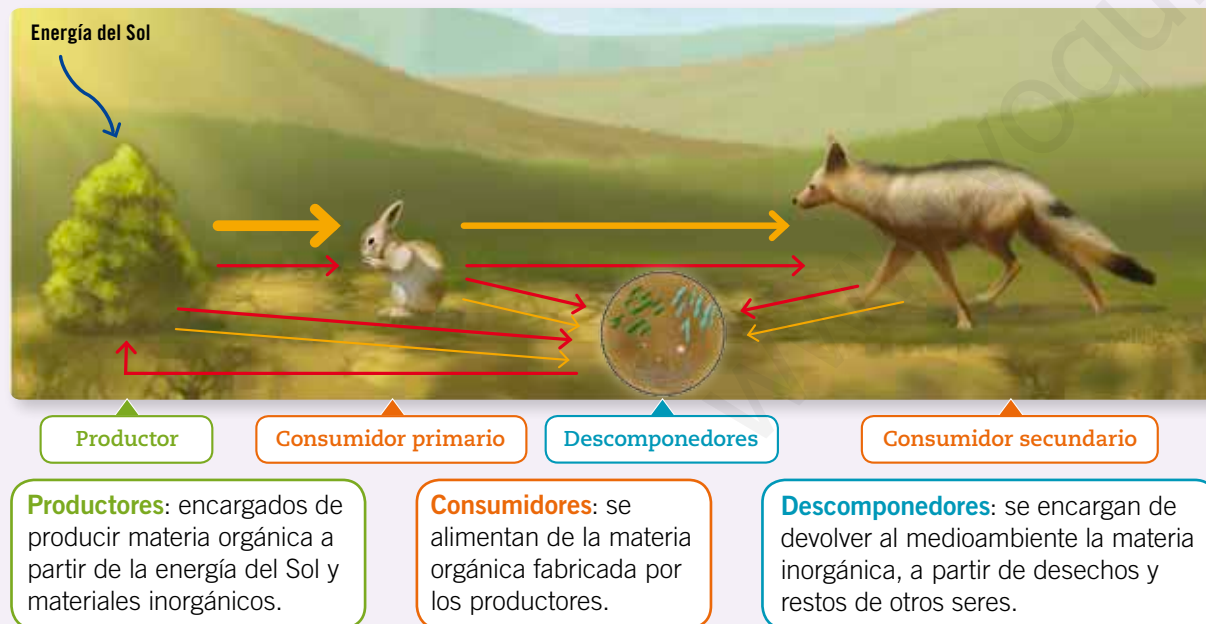 Energía del Sol
Productor
Consumidor primario
Descomponedores
Consumidor secundario
Productores: encargados de
producir materia orgánica a
partir de la energía del Sol y
materiales inorgánicos.
Consumidores: se
alimentan de la materia
orgánica fabricada por
los productores.
Descomponedores: se encargan de
devolver al medioambiente la materia
inorgánica, a partir de desechos y
restos de otros seres.